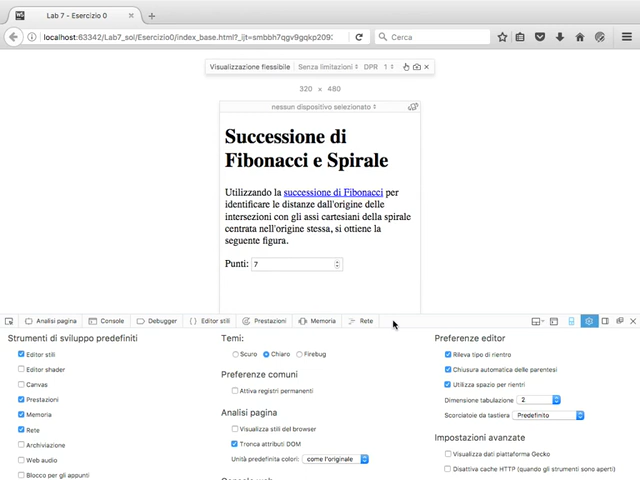 Lab 7 - Esercizio 0
localhost:63342/Lab7_sol/Esercizio0/index_base.html?_ijt=smbbh7qgv9gqkp209
Cerca
Visualizzazione flessibile Senza limitazioni DPR 1
320 × 480
nessun dispositivo selezionato
Successione di
Fibonacci e Spirale
Utilizzando la successione di Fibonacci per
identificare le distanze dall'origine delle
intersezioni con gli assi cartesiani della spirale
centrata nell'origine stessa, si ottiene la
seguente figura.
Punti: 7
Analisi pagina Console Debugger { } Editor stili Prestazioni Memoria Rete
Strumenti di sviluppo predefiniti
Editor stili
Editor shader
Canvas
Prestazioni
Memoria
Rete
Archiviazione
Web audio
Blocco per gli appunti
Temi:
Scuro Chiaro Firebug
Preferenze comuni
Attiva registri permanenti
Analisi pagina
Visualizza stili del browser
Tronca attributi DOM
Unità predefinita colori: come l'originale
Preferenze editor
Rileva tipo di rientro
Chiusura automatica delle parentesi
Utilizza spazio per rientri
Dimensione tabulazione 2
Scorciatoie da tastiera Predefinito
Impostazioni avanzate
Visualizza dati piattaforma Gecko
Disattiva cache HTTP (quando gli strumenti sono aperti)